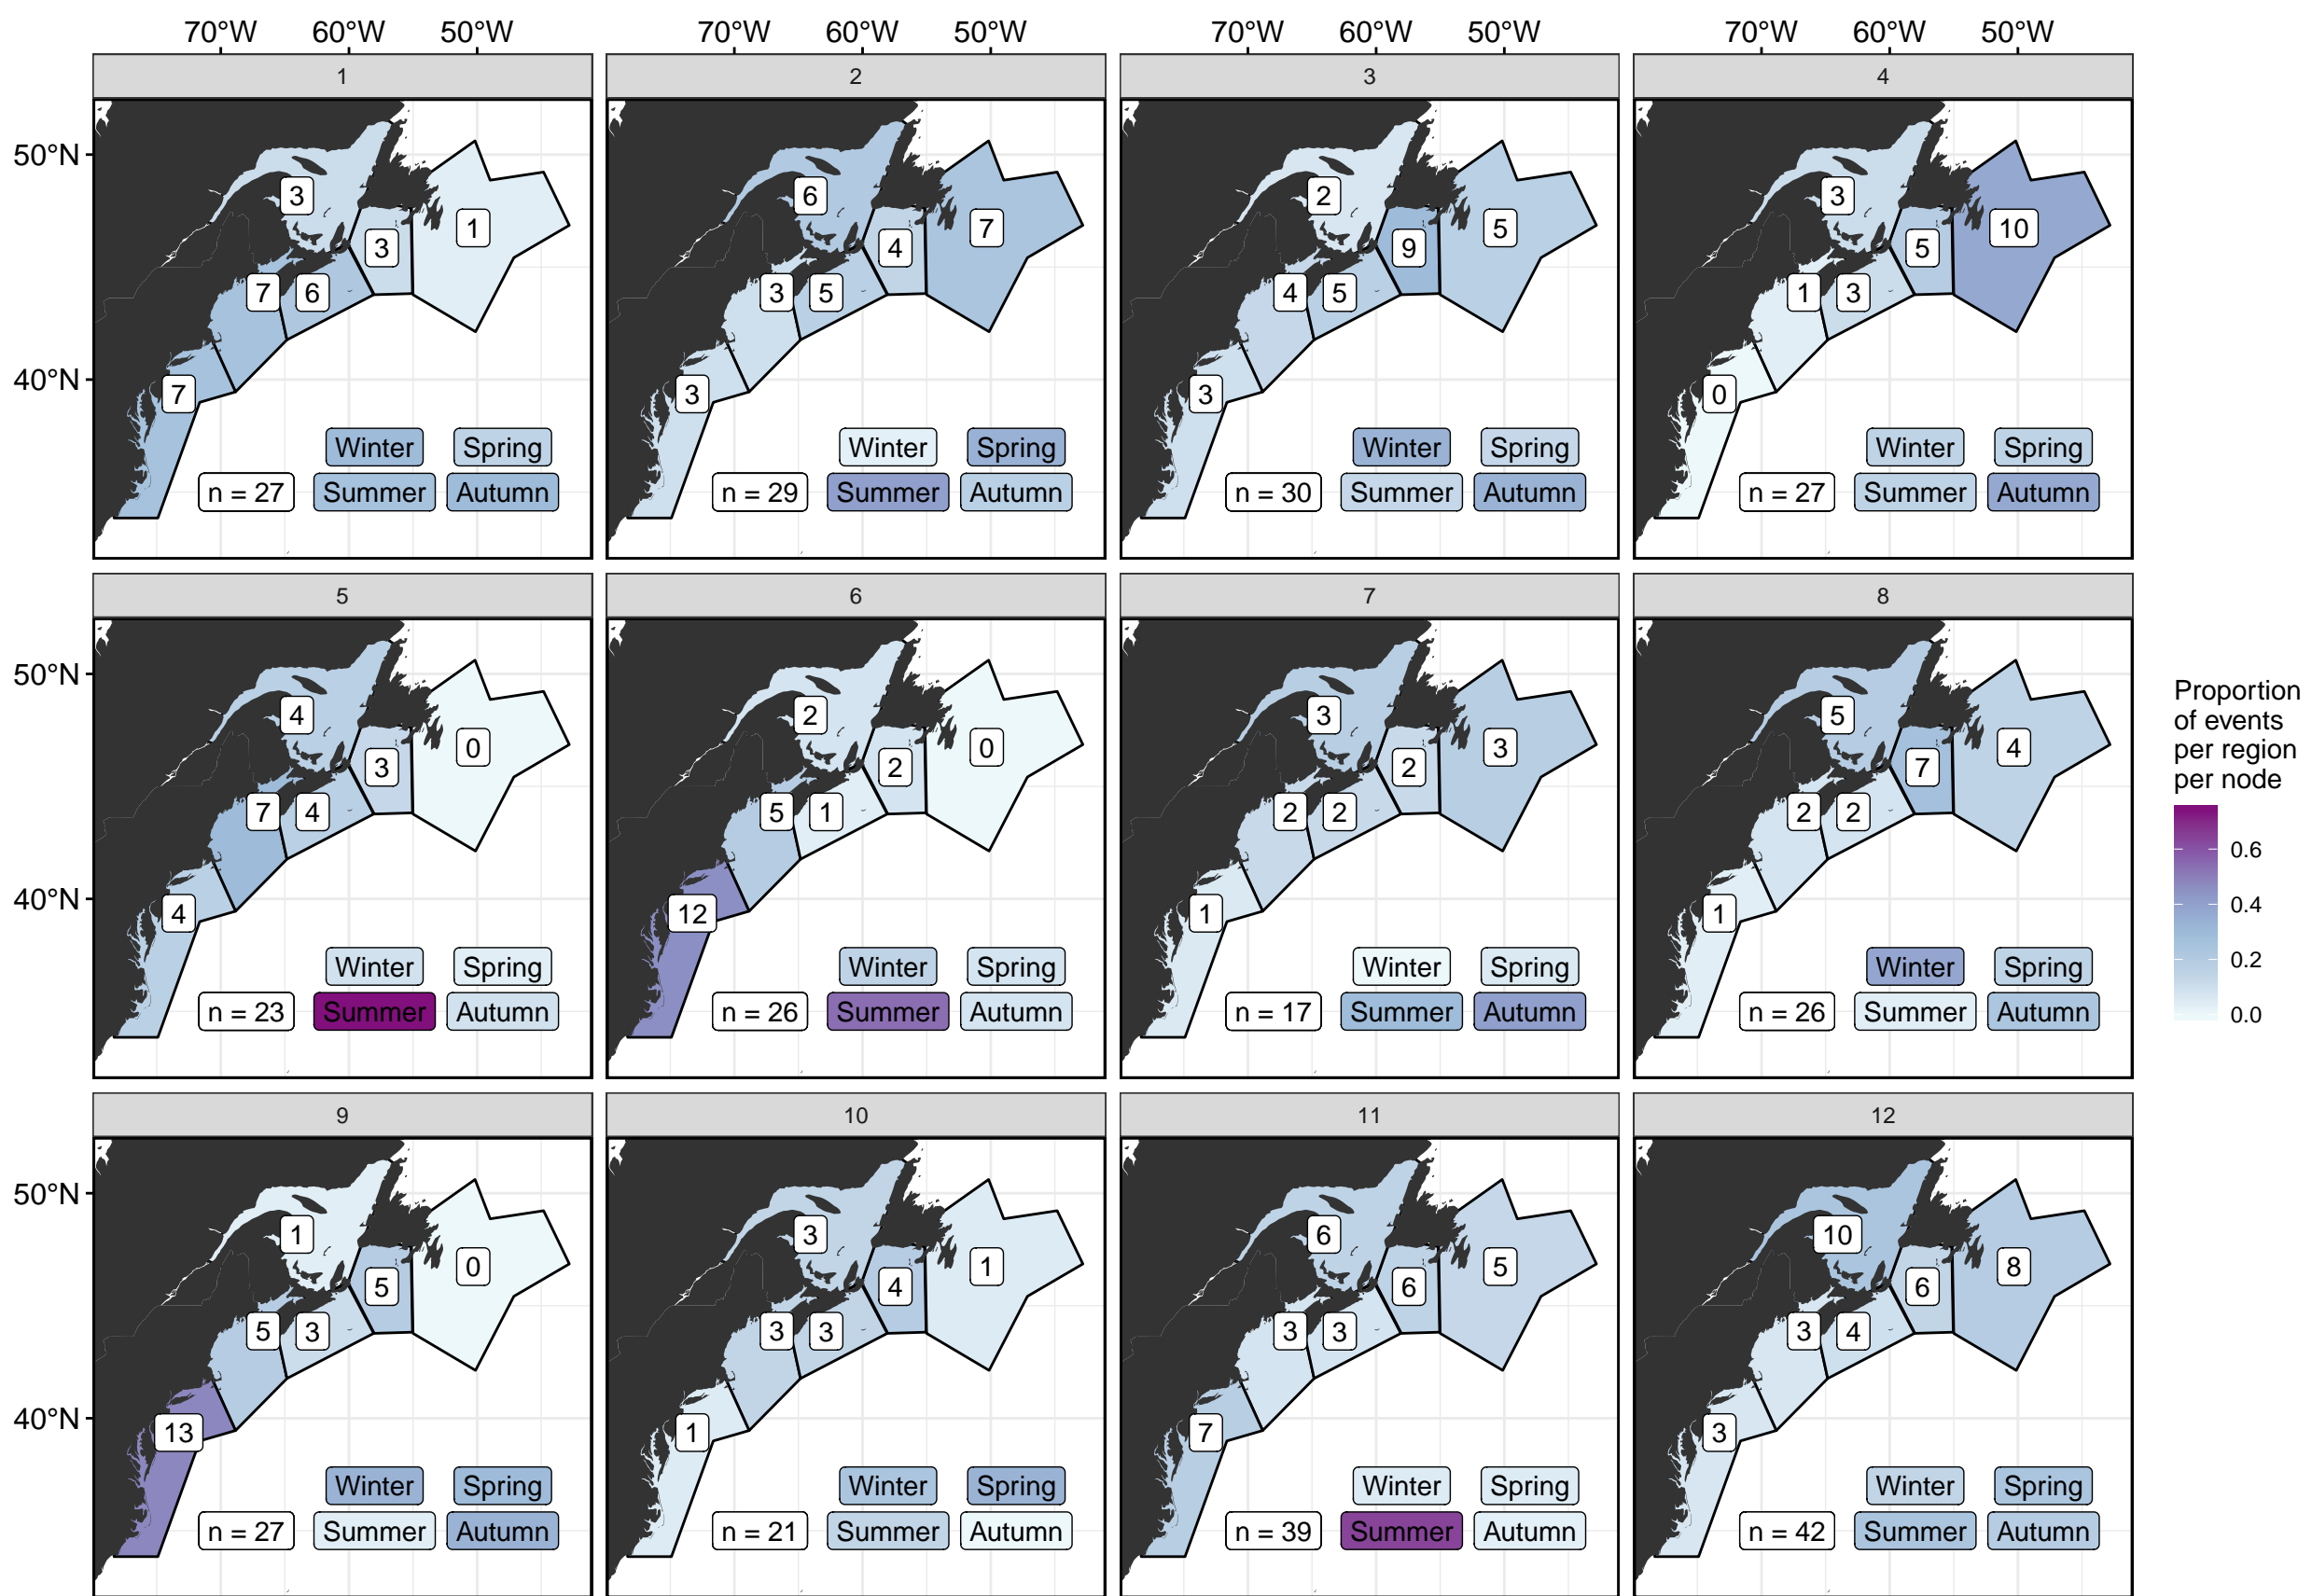 70°W 60°W 50°W 70°W 60°W 50°W 70°W 60°W 50°W 70°W 60°W 50°W
1 2 3 4
50°N
40°N
3
3
1
7
6
7
Winter Spring
n = 27 Summer Autumn
6
4
7
3
5
3
Winter Spring
n = 29 Summer Autumn
2
9
5
4
5
3
Winter Spring
n = 30 Summer Autumn
3
5
10
1
3
0
Winter Spring
n = 27 Summer Autumn
5 6 7 8
50°N
40°N
4
3
0
7
4
4
Winter Spring
n = 23 Summer Autumn
2
2
0
5
1
12
Winter Spring
n = 26 Summer Autumn
3
2
3
2
2
1
Winter Spring
n = 17 Summer Autumn
5
7
4
2
2
1
Winter Spring
n = 26 Summer Autumn
9 10 11 12
50°N
40°N
1
5
0
5
3
13
Winter Spring
n = 27 Summer Autumn
3
4
1
3
3
1
Winter Spring
n = 21 Summer Autumn
6
6
5
3
3
7
Winter Spring
n = 39 Summer Autumn
10
6
8
3
4
3
Winter Spring
n = 42 Summer Autumn
Proportion
of events
per region
per node
0.6
0.4
0.2
0.0